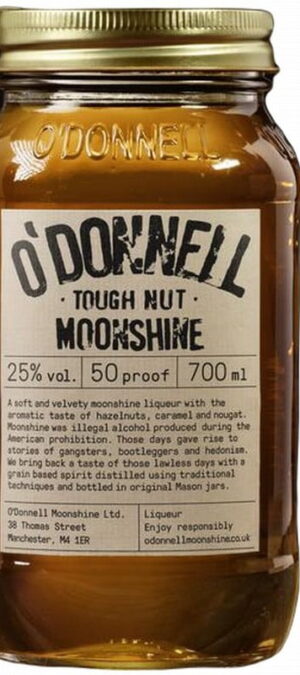 O'DONNELL
O'DONNELL
· TOUGH NUT ·
MOONSHINE
25% vol. 50 proof 700 ml
A soft and velvety moonshine liqueur with the
aromatic taste of hazelnuts, caramel and nougat.
Moonshine was illegal alcohol produced during the
American prohibition. Those days gave rise to
stories of gangsters, bootleggers and hedonism.
We bring back a taste of those lawless days with a
grain based spirit distilled using traditional
techniques and bottled in original Mason jars.
O'Donnell Moonshine Ltd.
38 Thomas Street
Manchester, M4 1ER
Liqueur
Enjoy responsibly
odonnellmoonshine.co.uk